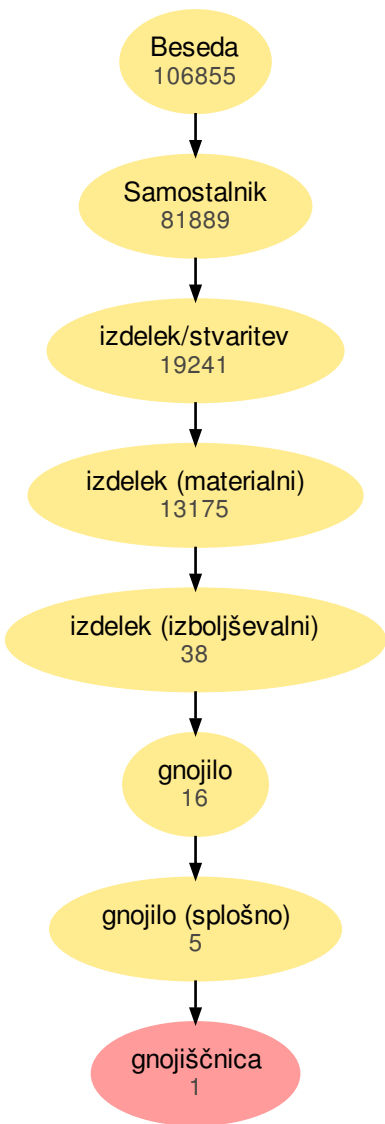 Beseda
106855
Samostalnik
81889
izdelek/stvaritev
19241
izdelek (materialni)
13175
izdelek (izboljševalni)
38
gnojilo
16
gnojilo (splošno)
5
gnojiščnica
1